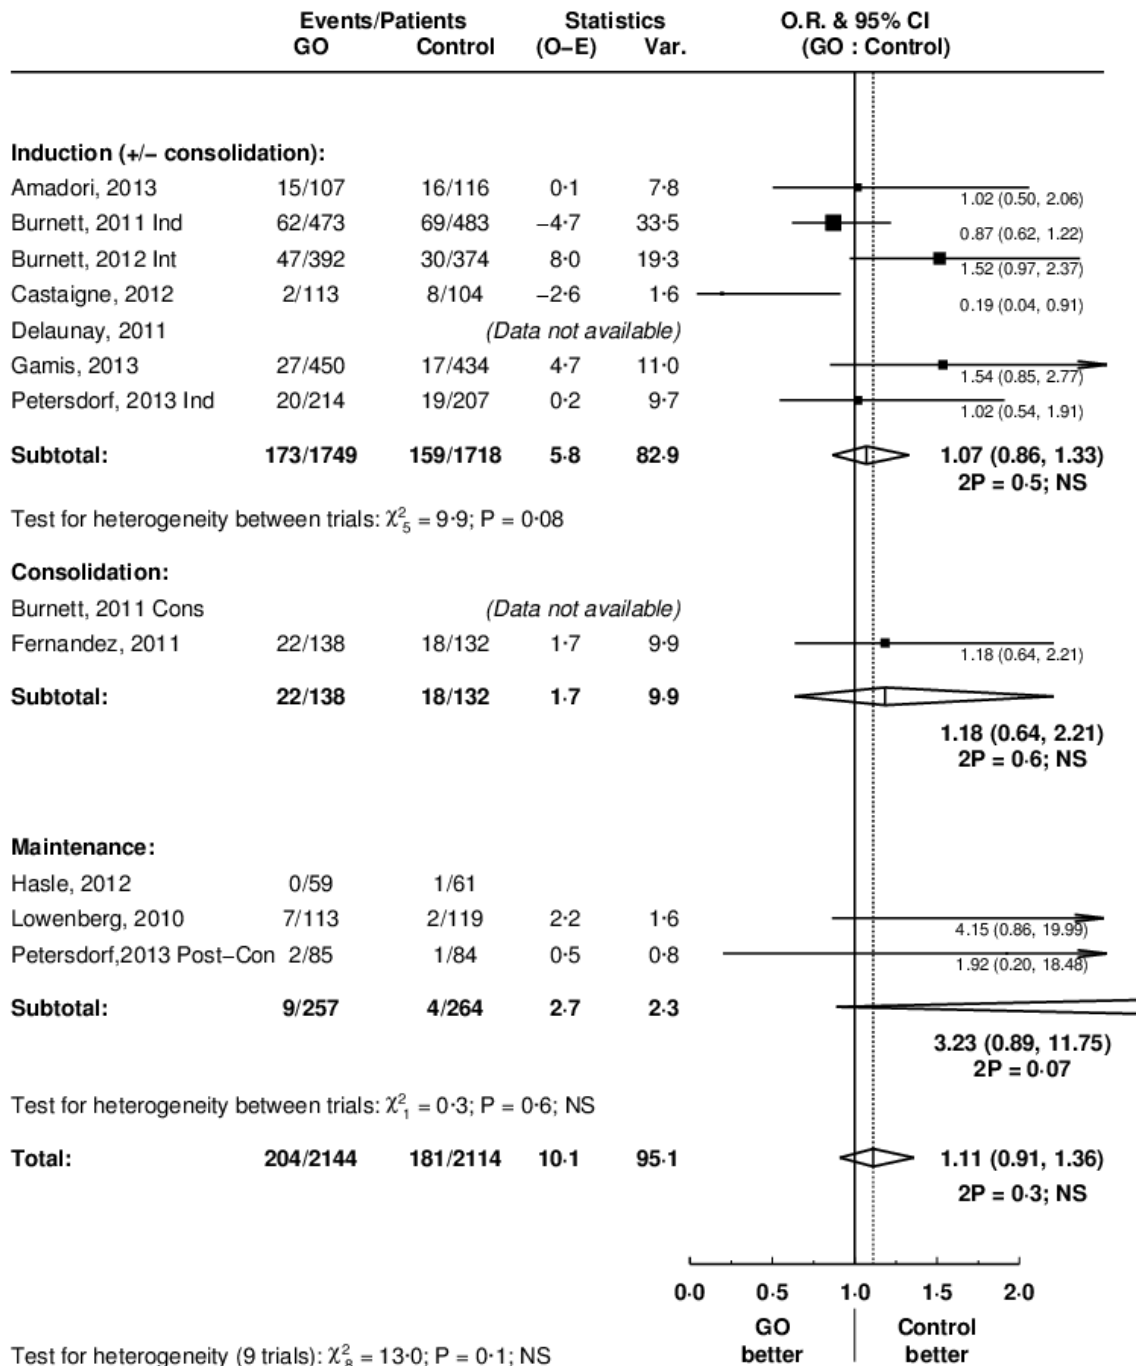 Events/Patients Statistics O.R. & 95% CI
GO Control (O−E) Var. (GO : Control)
Induction (+/− consolidation):
Amadori, 2013 15/107 16/116 0·1 7·8 1.02 (0.50, 2.06)
Burnett, 2011 Ind 62/473 69/483 −4·7 33·5 0.87 (0.62, 1.22)
Burnett, 2012 Int 47/392 30/374 8·0 19·3 1.52 (0.97, 2.37)
Castaigne, 2012 2/113 8/104 −2·6 1·6 0.19 (0.04, 0.91)
Delaunay, 2011 (Data not available)
Gamis, 2013 27/450 17/434 4·7 11·0 1.54 (0.85, 2.77)
Petersdorf, 2013 Ind 20/214 19/207 0·2 9·7 1.02 (0.54, 1.91)
Subtotal: 173/1749 159/1718 5·8 82·9 1.07 (0.86, 1.33)
2P = 0·5; NS
Test for heterogeneity between trials: χ²₅ = 9·9; P = 0·08
Consolidation:
Burnett, 2011 Cons (Data not available)
Fernandez, 2011 22/138 18/132 1·7 9·9 1.18 (0.64, 2.21)
Subtotal: 22/138 18/132 1·7 9·9
1.18 (0.64, 2.21)
2P = 0·6; NS
Maintenance:
Hasle, 2012 0/59 1/61
Lowenberg, 2010 7/113 2/119 2·2 1·6 4.15 (0.86, 19.99)
Petersdorf,2013 Post−Con 2/85 1/84 0·5 0·8 1.92 (0.20, 18.48)
Subtotal: 9/257 4/264 2·7 2·3
3.23 (0.89, 11.75)
2P = 0·07
Test for heterogeneity between trials: χ²₁ = 0·3; P = 0·6; NS
Total: 204/2144 181/2114 10·1 95·1 1.11 (0.91, 1.36)
2P = 0·3; NS
0·0 0·5 1·0 1·5 2·0
GO Control
better better
Test for heterogeneity (9 trials): χ²₈ = 13·0; P = 0·1; NS